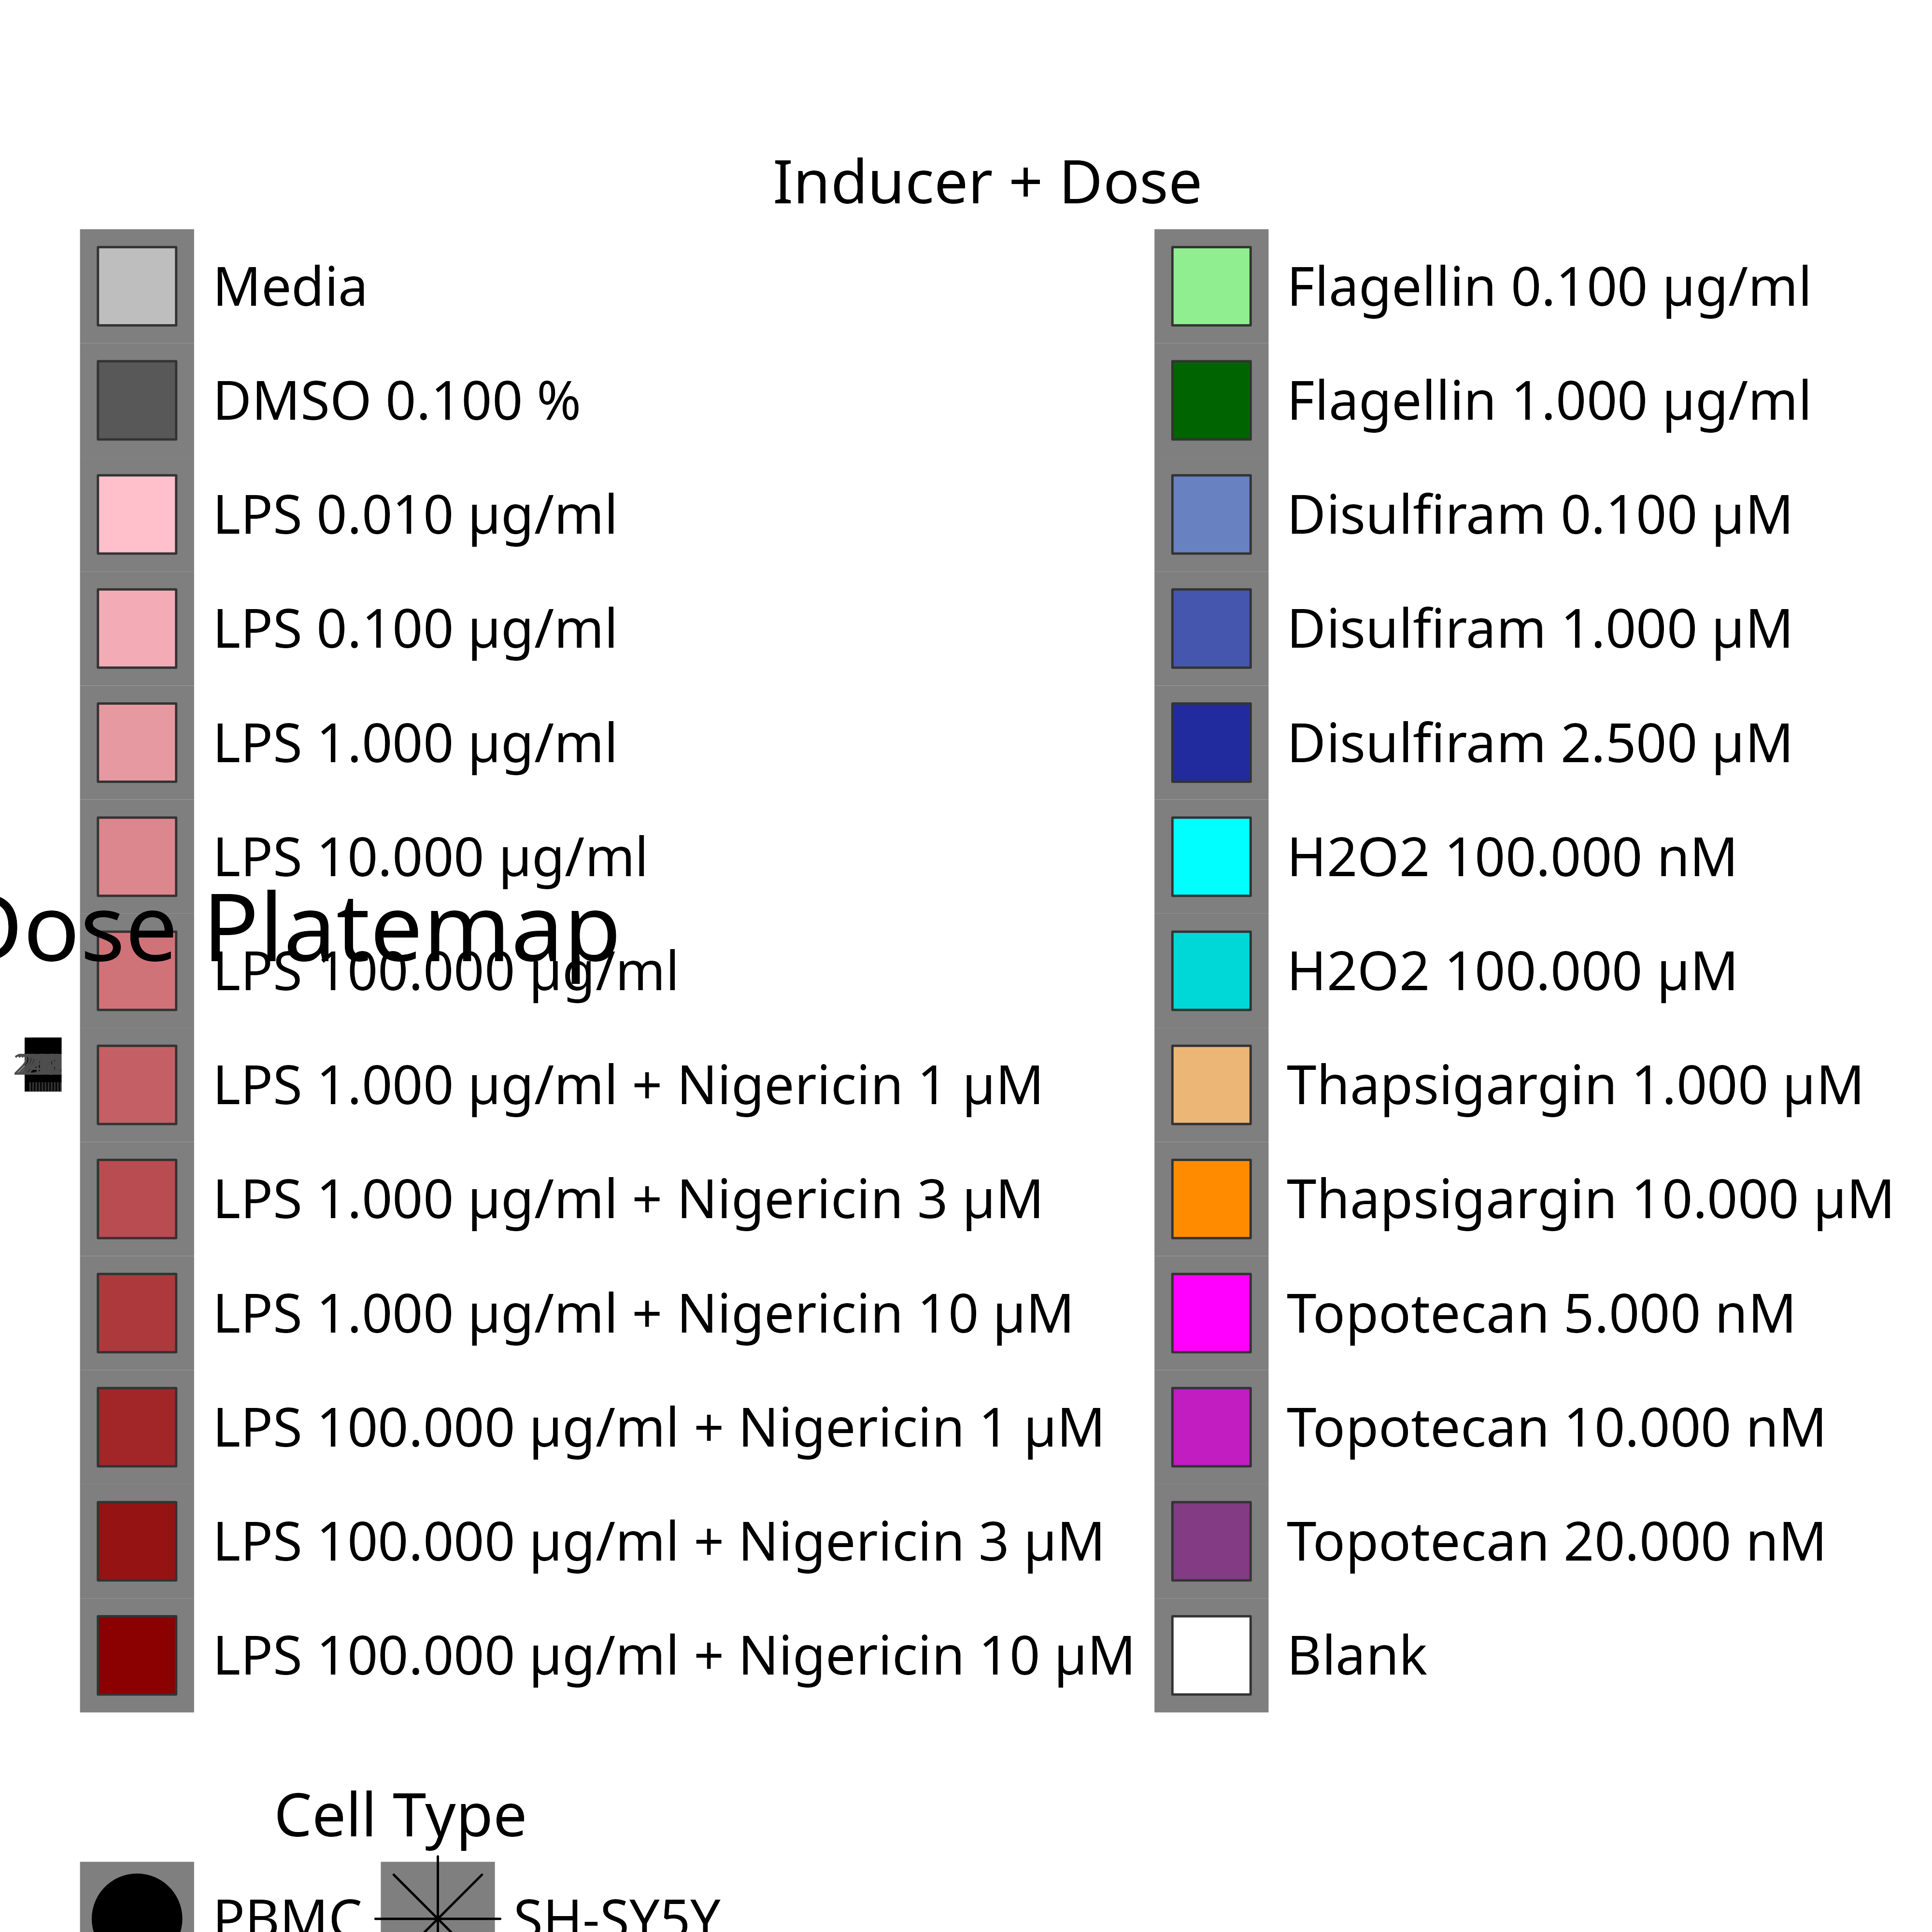 Inducer + Dose
Media
DMSO 0.100 %
LPS 0.010 µg/ml
LPS 0.100 µg/ml
LPS 1.000 µg/ml
LPS 10.000 µg/ml
Dose Platemap
LPS 100.000 µg/ml
LPS 1.000 µg/ml + Nigericin 1 µM
LPS 1.000 µg/ml + Nigericin 3 µM
LPS 1.000 µg/ml + Nigericin 10 µM
LPS 100.000 µg/ml + Nigericin 1 µM
LPS 100.000 µg/ml + Nigericin 3 µM
LPS 100.000 µg/ml + Nigericin 10 µM
Flagellin 0.100 µg/ml
Flagellin 1.000 µg/ml
Disulfiram 0.100 µM
Disulfiram 1.000 µM
Disulfiram 2.500 µM
H2O2 100.000 nM
H2O2 100.000 µM
Thapsigargin 1.000 µM
Thapsigargin 10.000 µM
Topotecan 5.000 nM
Topotecan 10.000 nM
Topotecan 20.000 nM
Blank
Cell Type
PBMC SH-SY5Y